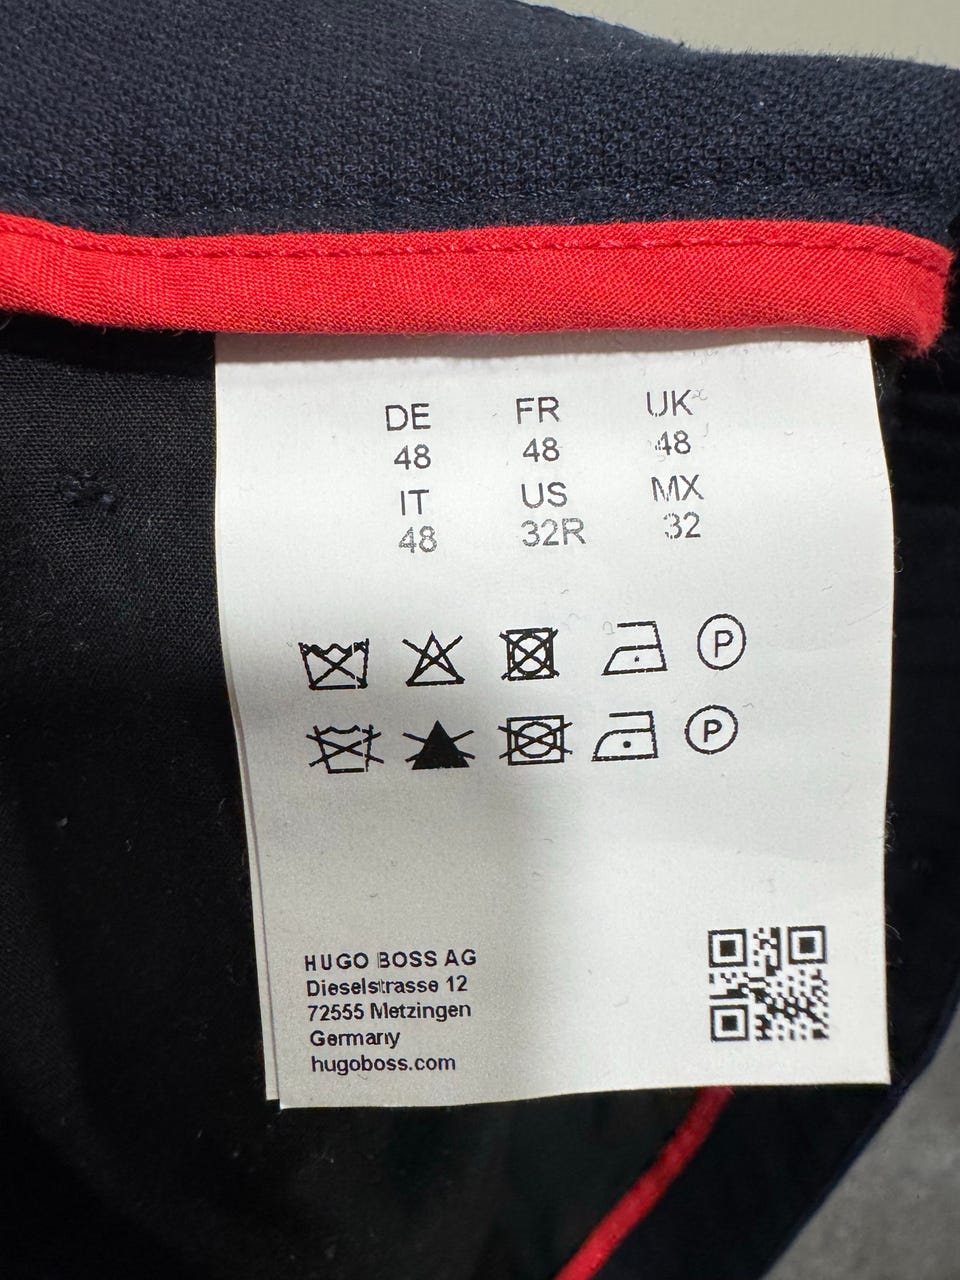 DE FR UK
48 48 48
IT US MX
48 32R 32
P
P
HUGO BOSS AG
Dieselstrasse 12
72555 Metzingen
Germany
hugoboss.com